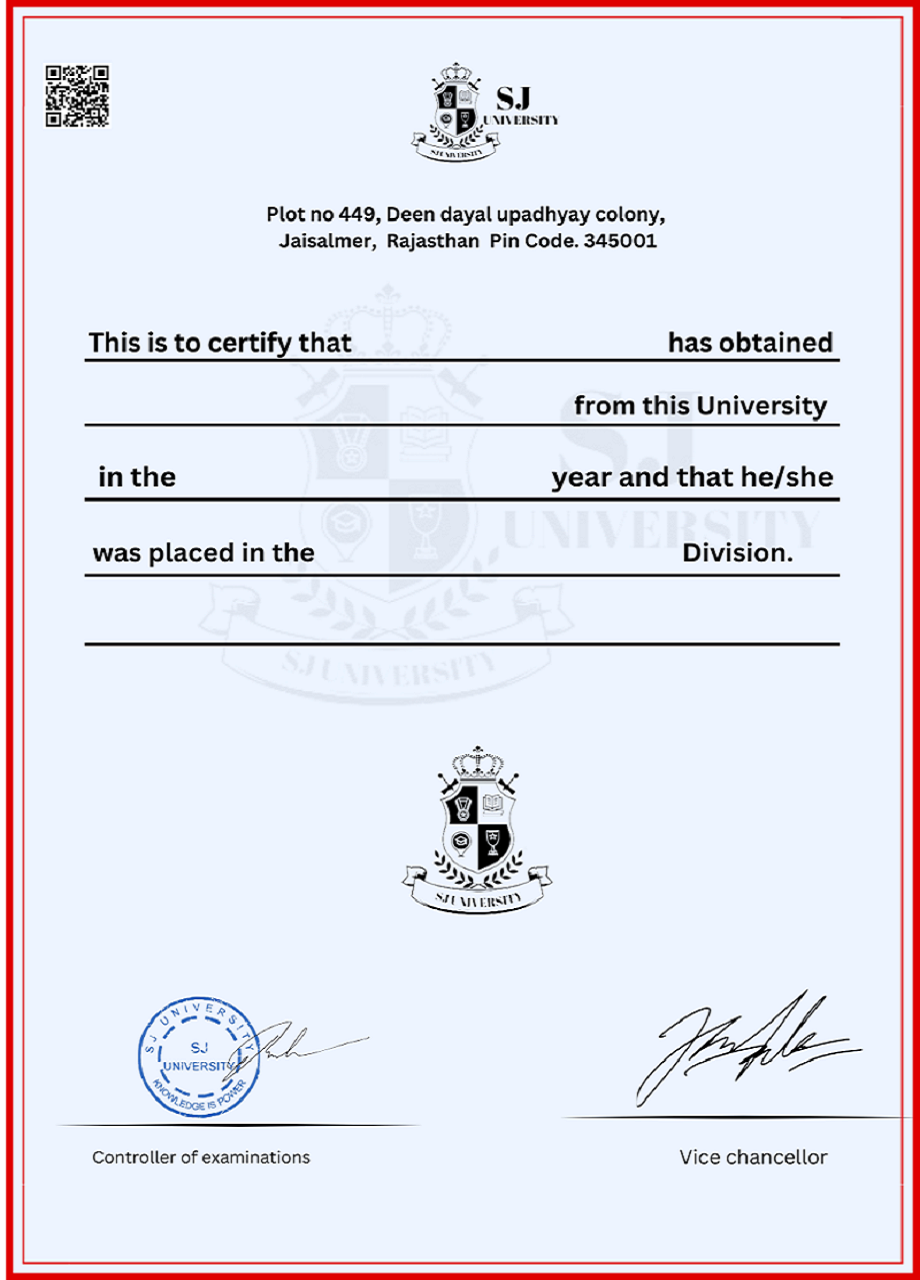 SJ
UNIVERSITY
SJ UNIVERSITY
Plot no 449, Deen dayal upadhyay colony,
Jaisalmer, Rajasthan Pin Code. 345001
This is to certify that has obtained
from this University
in the year and that he/she
was placed in the Division.
SJ
UNIVERSITY
SJ UNIVERSITY
SJ UNIVERSITY
SJ UNIVERSITY
SJ
UNIVERSITY
KNOWLEDGE IS POWER
Controller of examinations Vice chancellor